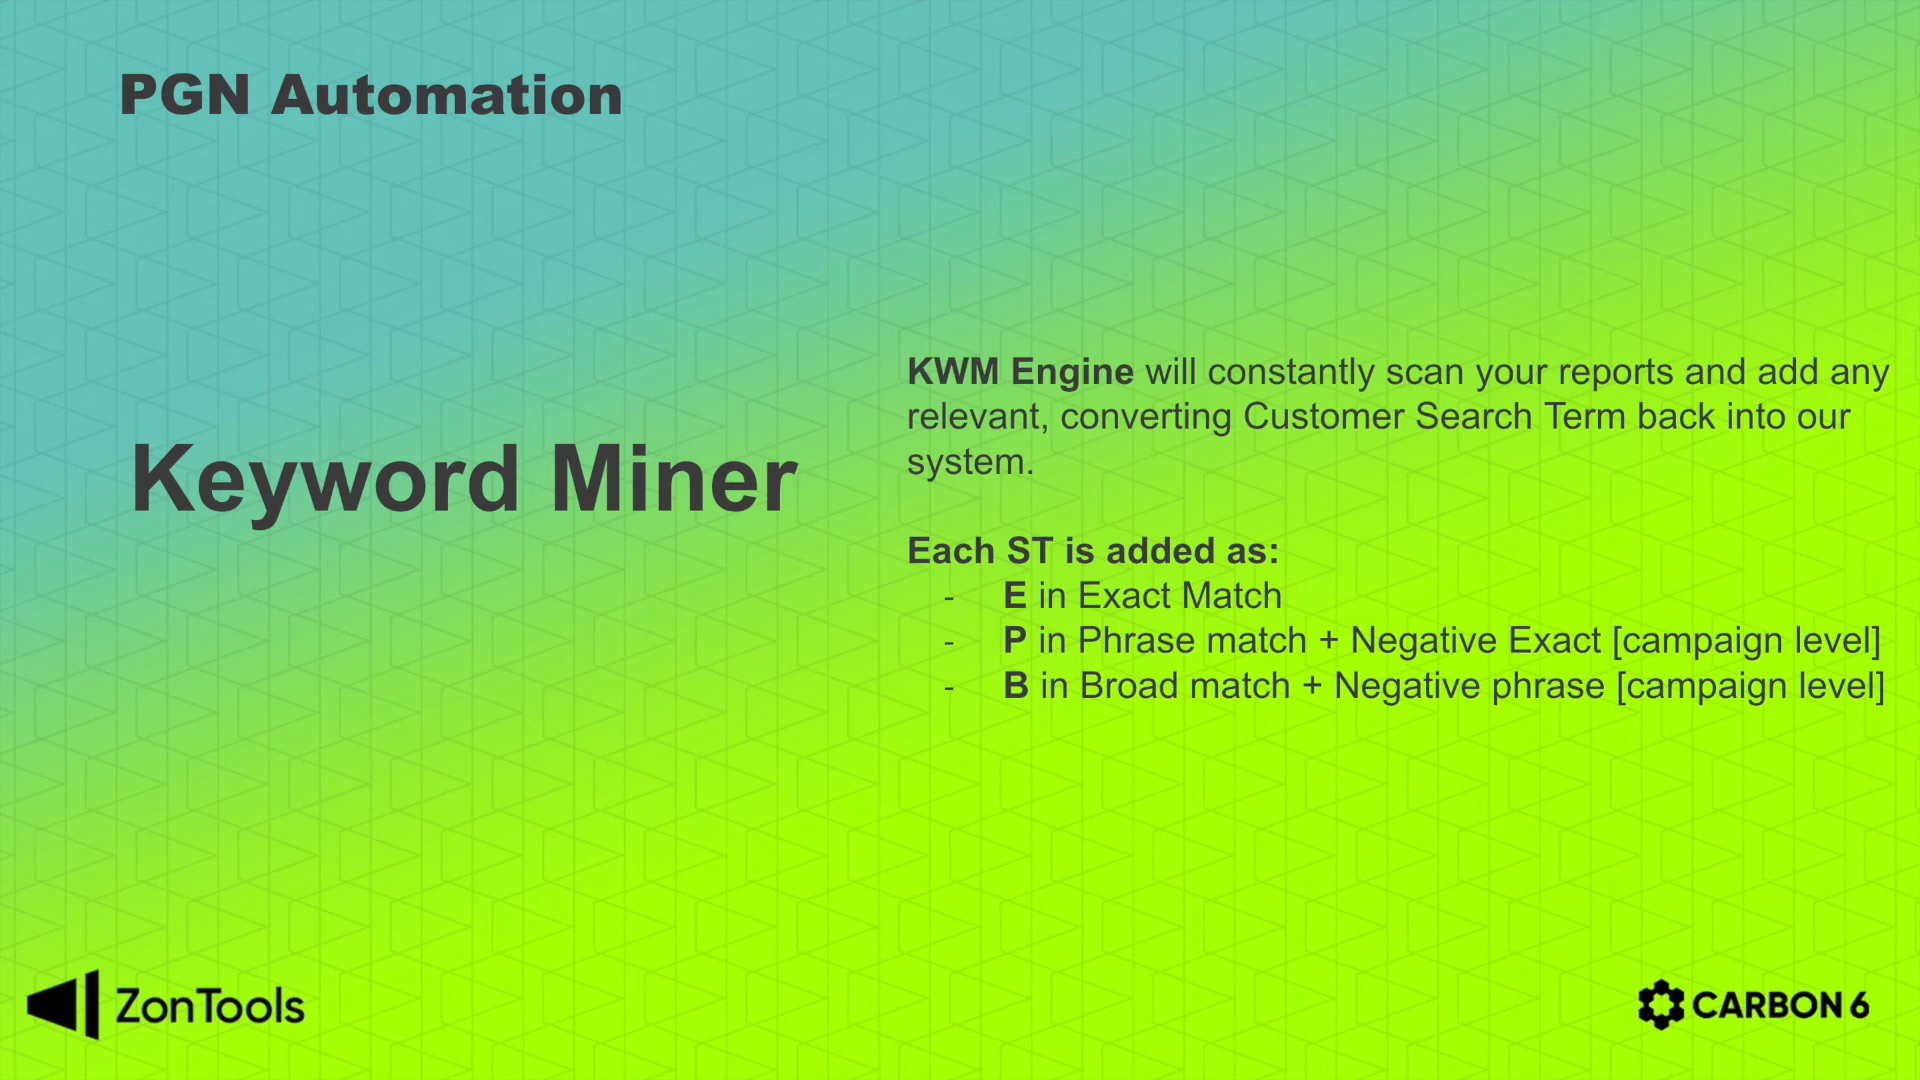 PGN Automation
Keyword Miner
KWM Engine will constantly scan your reports and add any
relevant, converting Customer Search Term back into our
system.
Each ST is added as:
- E in Exact Match
- P in Phrase match + Negative Exact [campaign level]
- B in Broad match + Negative phrase [campaign level]
ZonTools
CARBON 6